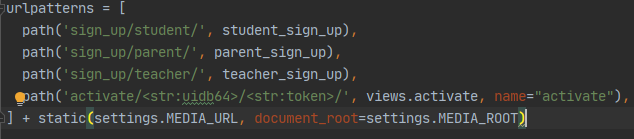 urlpatterns = [
path('sign_up/student/', student_sign_up),
path('sign_up/parent/', parent_sign_up),
path('sign_up/teacher/', teacher_sign_up),
path('activate/<str:uidb64>/<str:token>/', views.activate, name="activate"),
] + static(settings.MEDIA_URL, document_root=settings.MEDIA_ROOT)